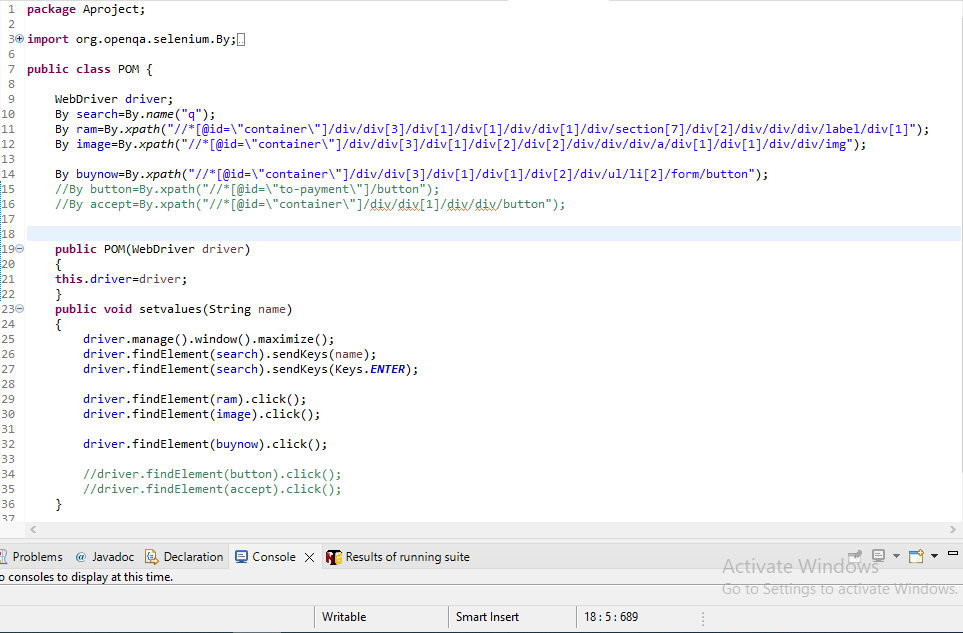 1 package Aproject;
2
3 import org.openqa.selenium.By;
6
7 public class POM {
8
9 WebDriver driver;
10 By search=By.name("q");
11 By ram=By.xpath("//*[@id=\"container\"]/div/div[3]/div[1]/div[1]/div/div[1]/div/section[7]/div[2]/div/div/div/label/div[1]");
12 By image=By.xpath("//*[@id=\"container\"]/div/div[3]/div[1]/div[2]/div[2]/div/div/div/a/div[1]/div[1]/div/div/img");
13
14 By buynow=By.xpath("//*[@id=\"container\"]/div/div[3]/div[1]/div[1]/div[2]/div/ul/li[2]/form/button");
15 //By button=By.xpath("//*[@id=\"to-payment\"]/button");
16 //By accept=By.xpath("//*[@id=\"container\"]/div/div[1]/div/div/button");
17
18
19 public POM(WebDriver driver)
20 {
21 this.driver=driver;
22 }
23 public void setvalues(String name)
24 {
25 driver.manage().window().maximize();
26 driver.findElement(search).sendKeys(name);
27 driver.findElement(search).sendKeys(Keys.ENTER);
28
29 driver.findElement(ram).click();
30 driver.findElement(image).click();
31
32 driver.findElement(buynow).click();
33
34 //driver.findElement(button).click();
35 //driver.findElement(accept).click();
36 }
37
Problems @ Javadoc Declaration Console Results of running suite
o consoles to display at this time.
Activate Windows
Go to Settings to activate Windows.
Writable Smart Insert 18 : 5 : 689